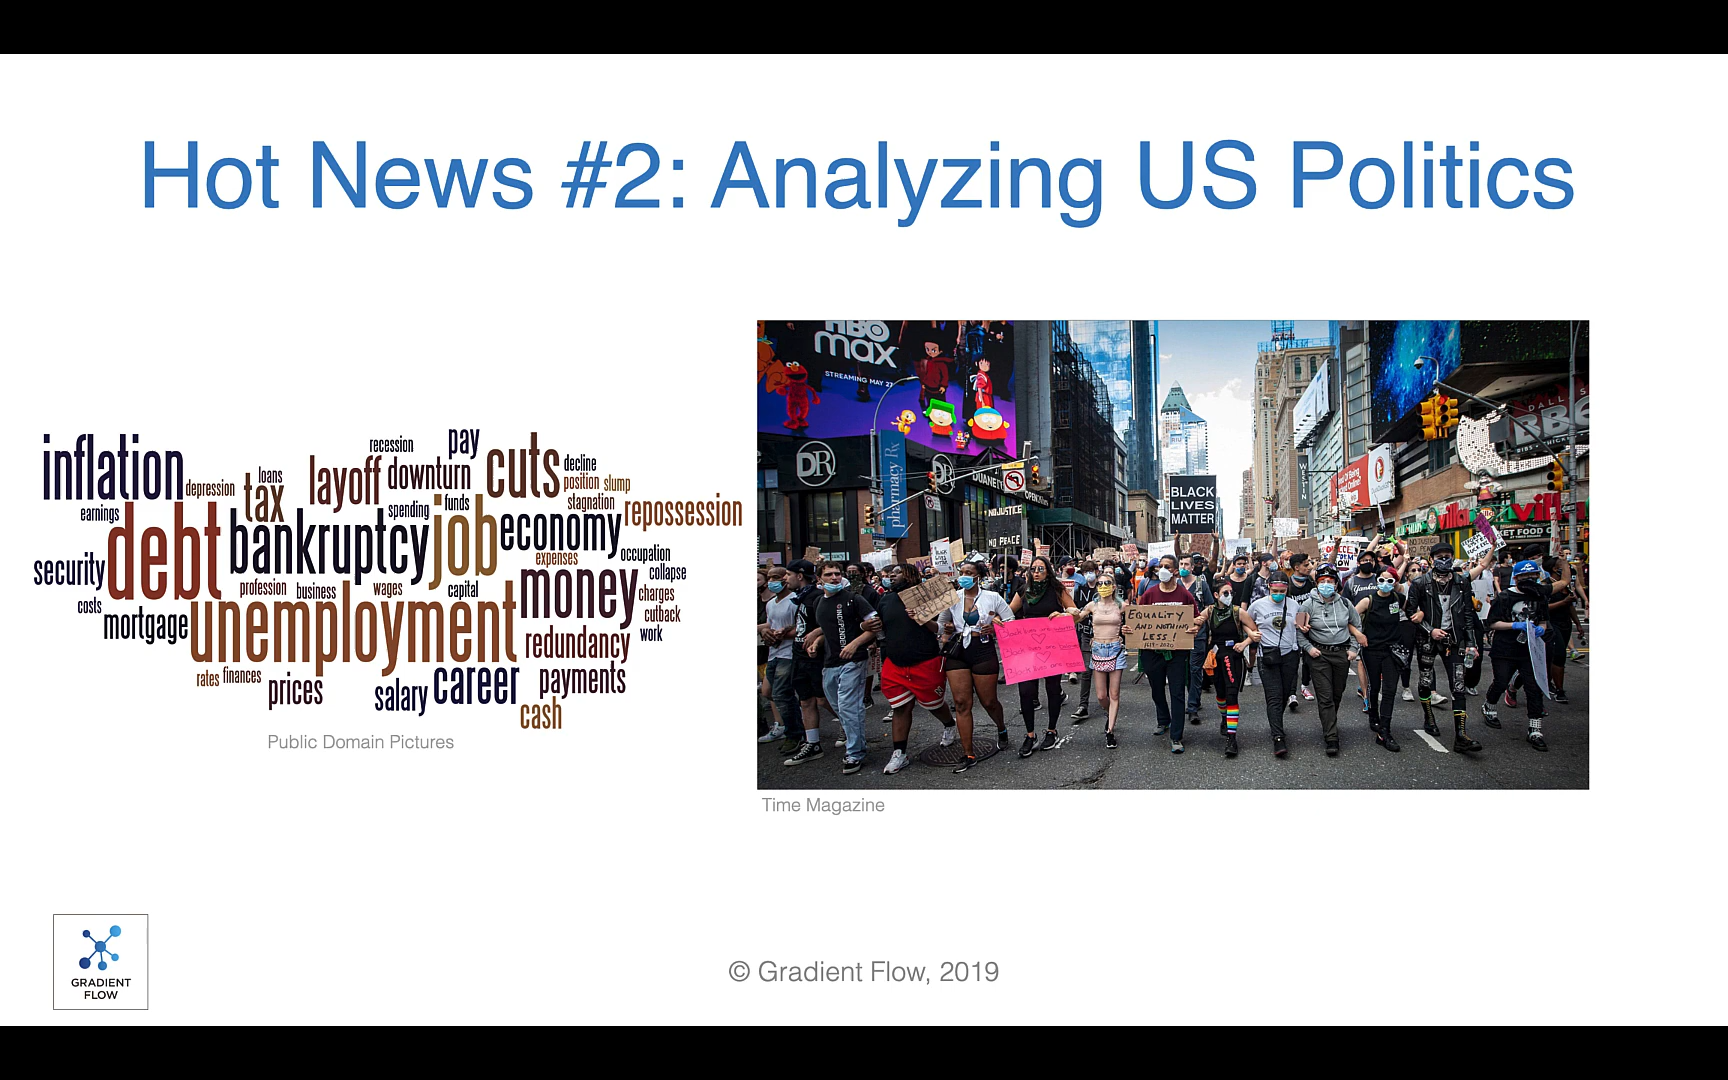 Hot News #2: Analyzing US Politics
inflation
depression
loans
tax
earnings
recession
layoff
downturn
pay
cuts
decline
position
slump
stagnation
funds
spending
repossession
debt
bankruptcy
job
economy
expenses
occupation
collapse
security
costs
mortgage
profession
business
wages
capital
money
charges
cutback
work
unemployment
redundancy
rates
finances
prices
salary
career
payments
cash
Public Domain Pictures
HBO
max
STREAMING MAY 27
DR
pharmacy
NO JUSTICE
NO PEACE
BLACK
LIVES
MATTER
EQUALITY
AND NOTHING
LESS!
DALLAS
BBQ
Time Magazine
GRADIENT
FLOW
© Gradient Flow, 2019